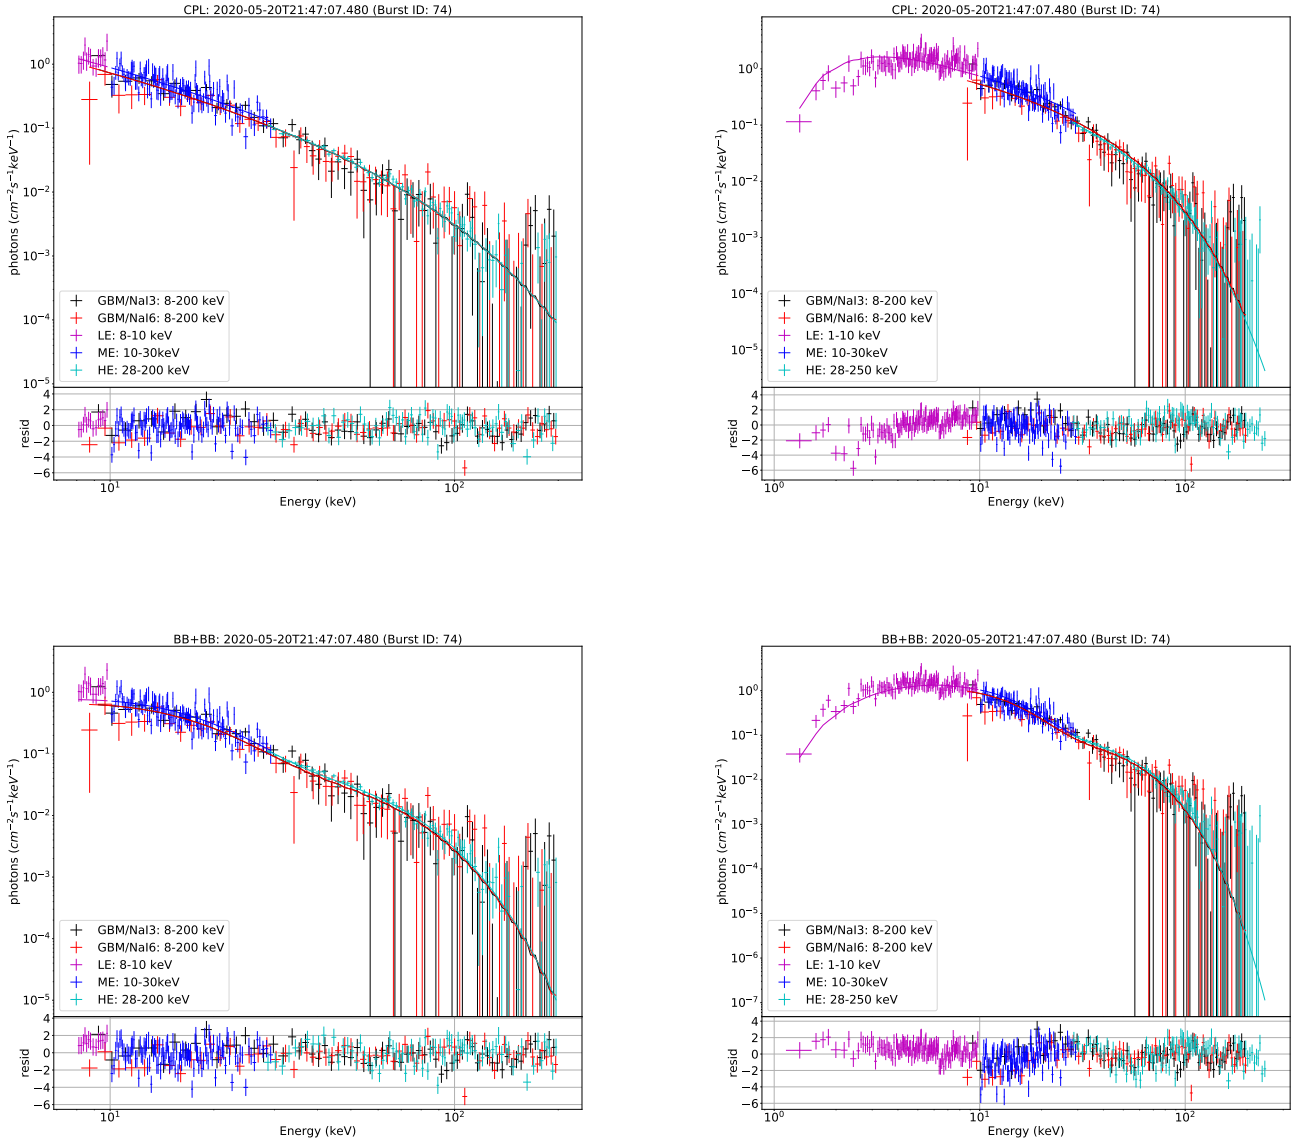 CPL: 2020-05-20T21:47:07.480 (Burst ID: 74)
photons (cm⁻²s⁻¹keV⁻¹)
10⁰
10⁻¹
10⁻²
10⁻³
10⁻⁴
10⁻⁵
GBM/NaI3: 8-200 keV
GBM/NaI6: 8-200 keV
LE: 8-10 keV
ME: 10-30keV
HE: 28-200 keV
resid
4
2
0
−2
−4
−6
10¹
10²
Energy (keV)
CPL: 2020-05-20T21:47:07.480 (Burst ID: 74)
photons (cm⁻²s⁻¹keV⁻¹)
10⁰
10⁻¹
10⁻²
10⁻³
10⁻⁴
10⁻⁵
GBM/NaI3: 8-200 keV
GBM/NaI6: 8-200 keV
LE: 1-10 keV
ME: 10-30keV
HE: 28-250 keV
resid
4
2
0
−2
−4
−6
10⁰
10¹
10²
Energy (keV)
BB+BB: 2020-05-20T21:47:07.480 (Burst ID: 74)
photons (cm⁻²s⁻¹keV⁻¹)
10⁰
10⁻¹
10⁻²
10⁻³
10⁻⁴
10⁻⁵
GBM/NaI3: 8-200 keV
GBM/NaI6: 8-200 keV
LE: 8-10 keV
ME: 10-30keV
HE: 28-200 keV
resid
4
2
0
−2
−4
−6
10¹
10²
Energy (keV)
BB+BB: 2020-05-20T21:47:07.480 (Burst ID: 74)
photons (cm⁻²s⁻¹keV⁻¹)
10⁰
10⁻¹
10⁻²
10⁻³
10⁻⁴
10⁻⁵
10⁻⁶
10⁻⁷
GBM/NaI3: 8-200 keV
GBM/NaI6: 8-200 keV
LE: 1-10 keV
ME: 10-30keV
HE: 28-250 keV
resid
4
2
0
−2
−4
−6
10⁰
10¹
10²
Energy (keV)